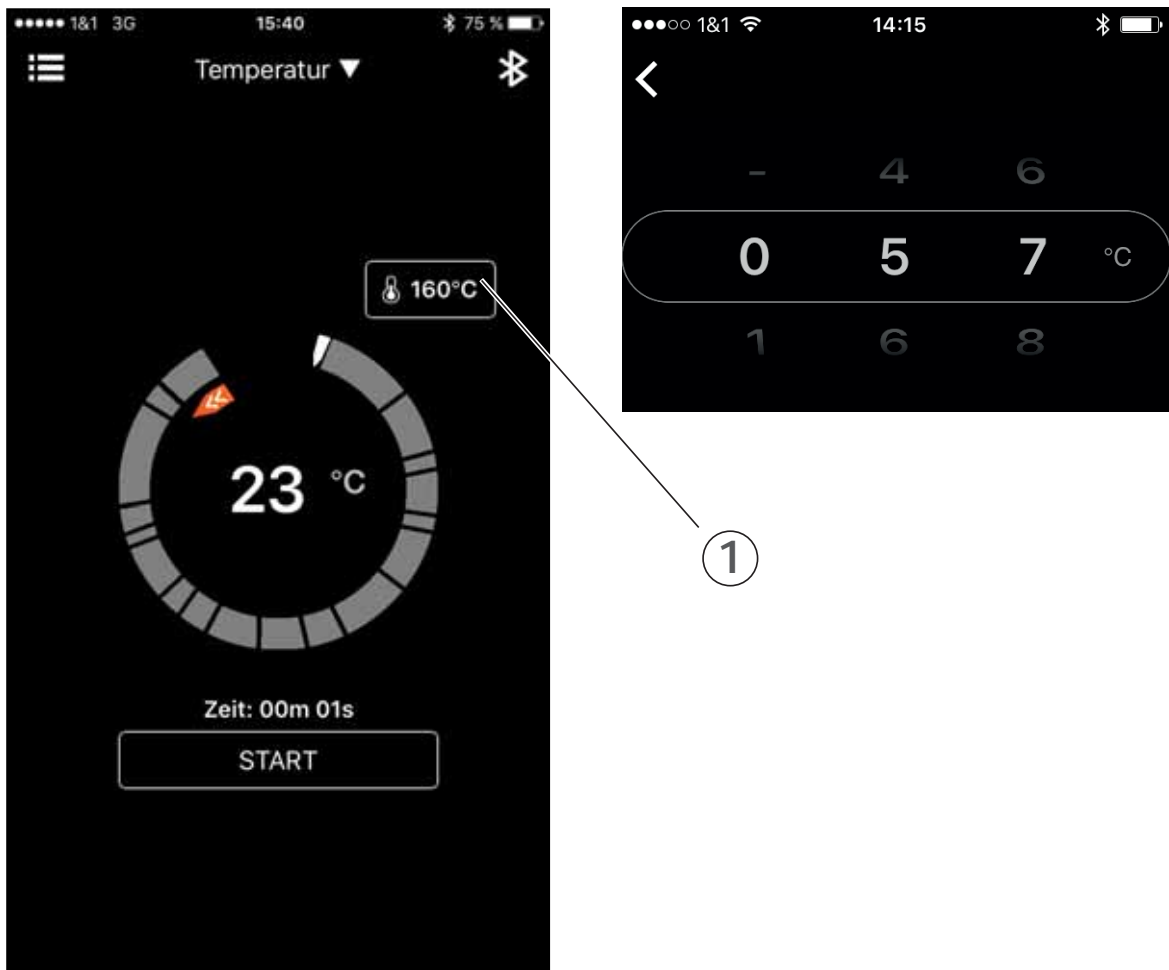 1&1 3G 15:40 75 %
Temperatur ▼
160°C
23 °C
Zeit: 00m 01s
START
1&1 14:15
- 4 6
0 5 7 °C
1 6 8
1